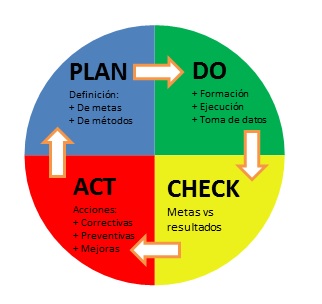 PLAN
Definición:
+ De metas
+ De métodos
DO
+ Formación
+ Ejecución
+ Toma de datos
ACT
Acciones:
+ Correctivas
+ Preventivas
+ Mejoras
CHECK
Metas vs
resultados